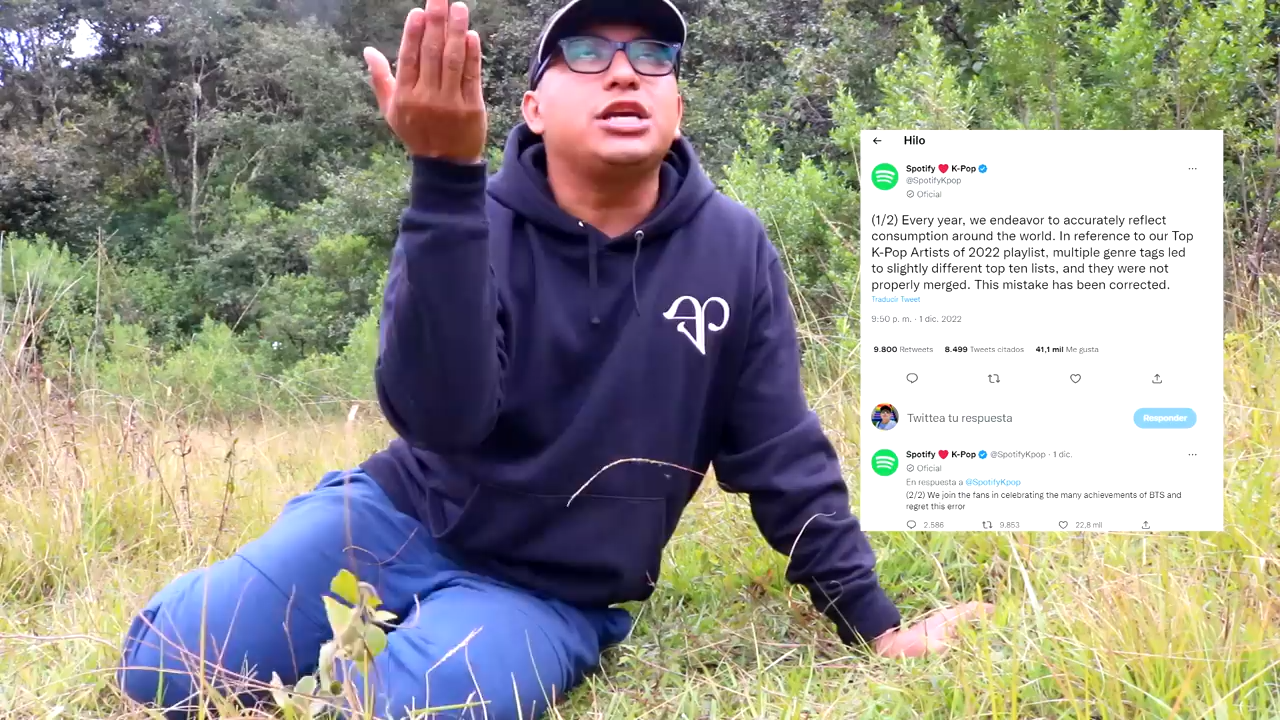 Hilo
Spotify ❤️ K-Pop
@SpotifyKpop
Oficial
(1/2) Every year, we endeavor to accurately reflect
consumption around the world. In reference to our Top
K-Pop Artists of 2022 playlist, multiple genre tags led
to slightly different top ten lists, and they were not
properly merged. This mistake has been corrected.
Traducir Tweet
9:50 p. m. · 1 dic. 2022
9.800 Retweets 8.499 Tweets citados 41,1 mil Me gusta
Twittea tu respuesta Responder
Spotify ❤️ K-Pop @SpotifyKpop · 1 dic.
Oficial
En respuesta a @SpotifyKpop
(2/2) We join the fans in celebrating the many achievements of BTS and
regret this error
2.586 9.853 22,8 mil